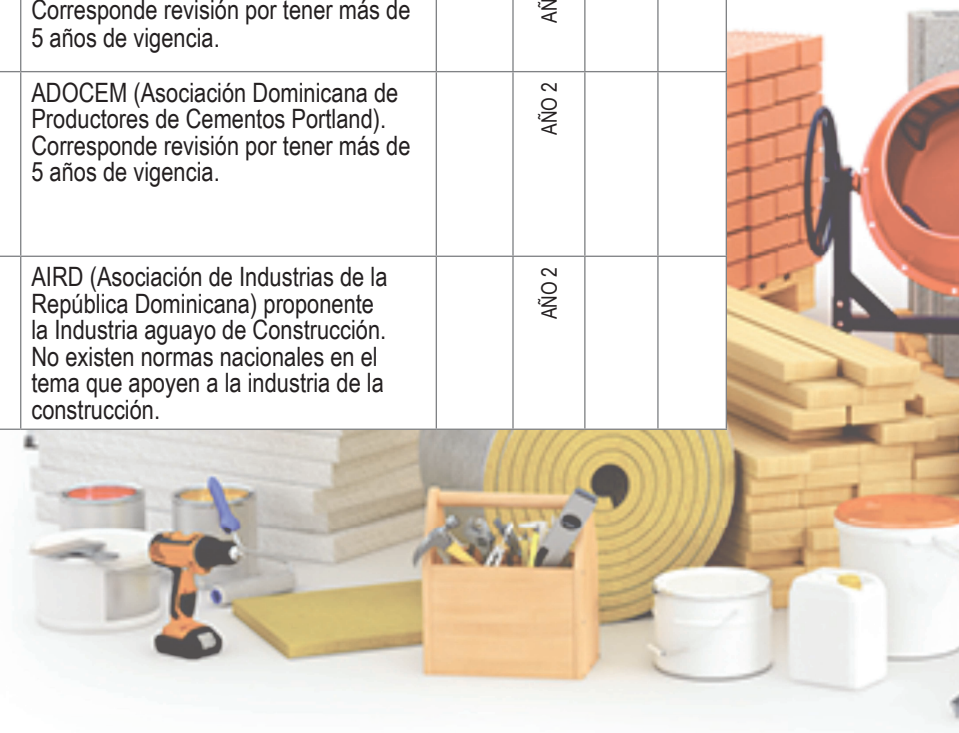 Corresponde revisión por tener más de
5 años de vigencia.
ADOCEM (Asociación Dominicana de
Productores de Cementos Portland).
Corresponde revisión por tener más de
5 años de vigencia.
AÑO 2
AIRD (Asociación de Industrias de la
República Dominicana) proponente
la Industria aguayo de Construcción.
No existen normas nacionales en el
tema que apoyen a la industria de la
construcción.
AÑO 2